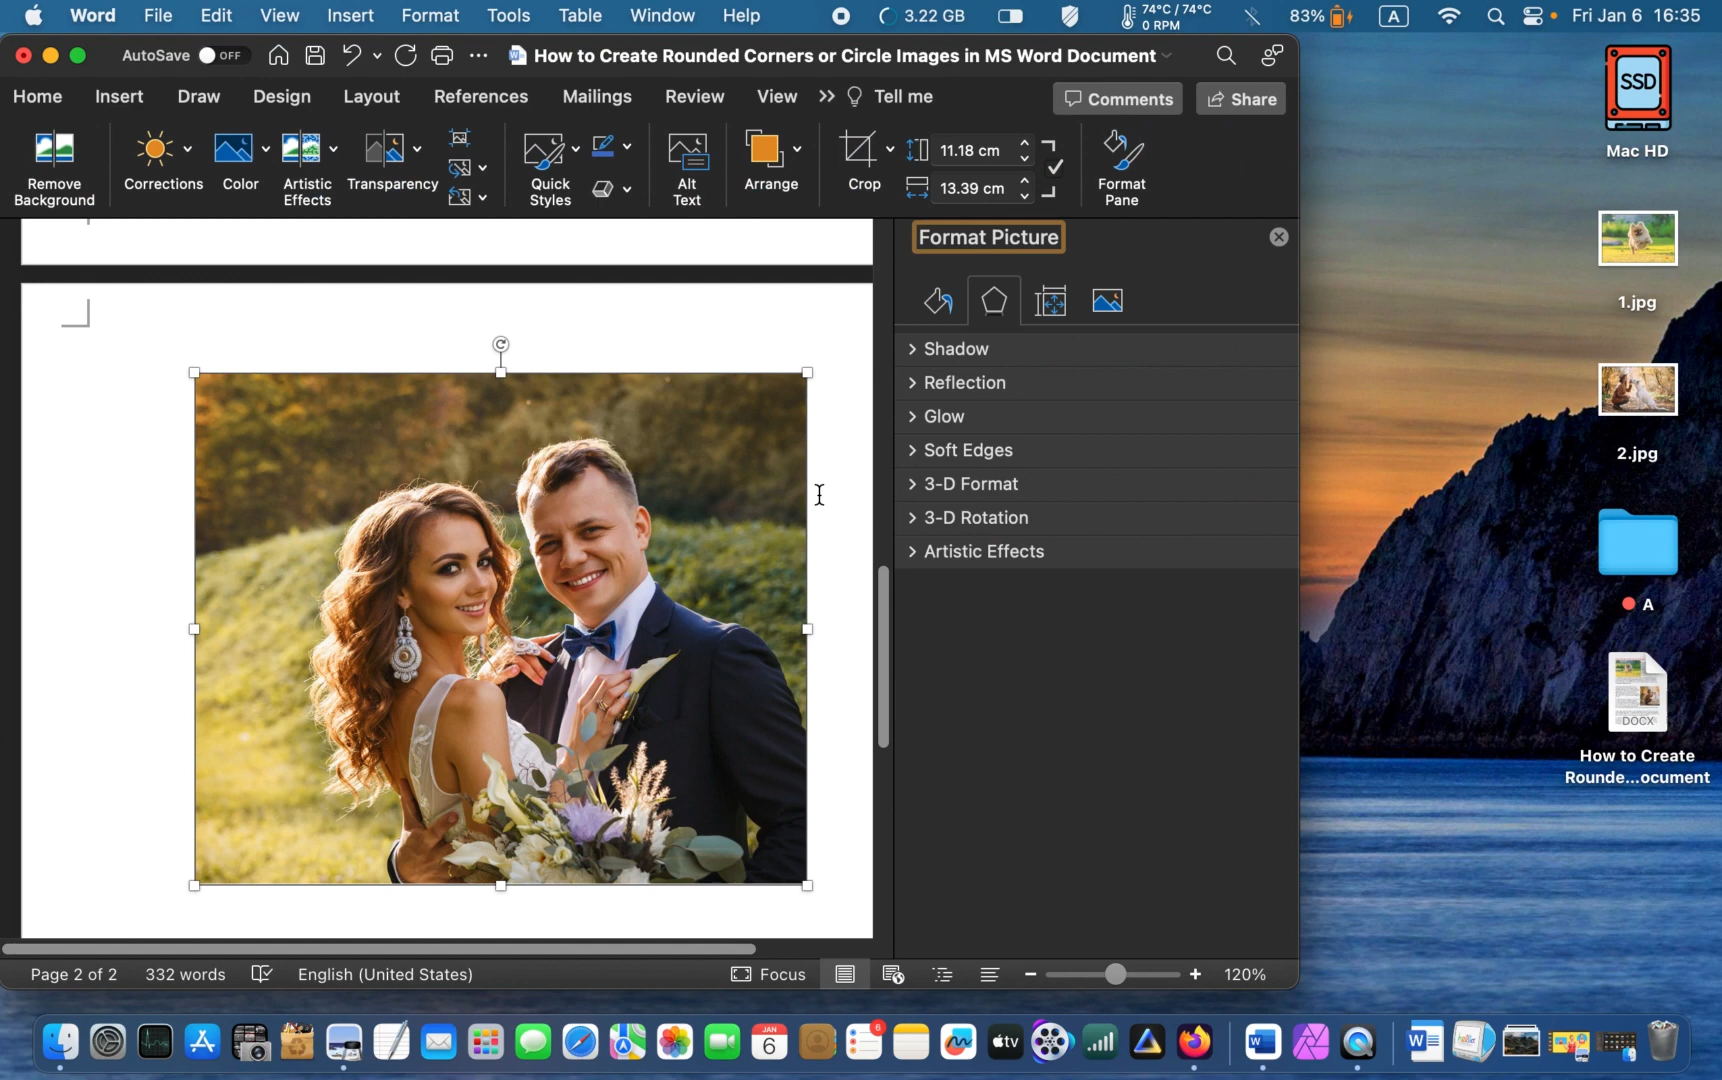 Word File Edit View Insert Format Tools Table Window Help 3.22 GB 74°C / 74°C 83% A Fri Jan 6 16:35
0 RPM
AutoSave OFF How to Create Rounded Corners or Circle Images in MS Word Document
Home Insert Draw Design Layout References Mailings Review View Tell me Comments Share
11.18 cm
13.39 cm
Remove Background
Corrections
Color
Artistic Effects
Transparency
Quick Styles
Alt Text
Arrange
Crop
Format Pane
Format Picture
Shadow
Reflection
Glow
Soft Edges
3-D Format
3-D Rotation
Artistic Effects
SSD
Mac HD
1.jpg
2.jpg
A
DOCX
How to Create
Rounde...ocument
Page 2 of 2 332 words English (United States) Focus 120%
JAN
6
6
tv
W
W